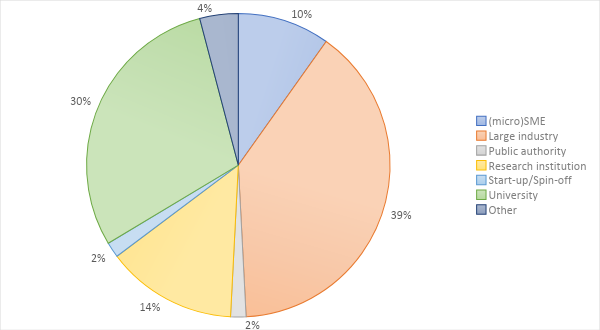 4%
10%
30%
39%
2%
14%
2%
(micro)SME
Large industry
Public authority
Research institution
Start-up/Spin-off
University
Other